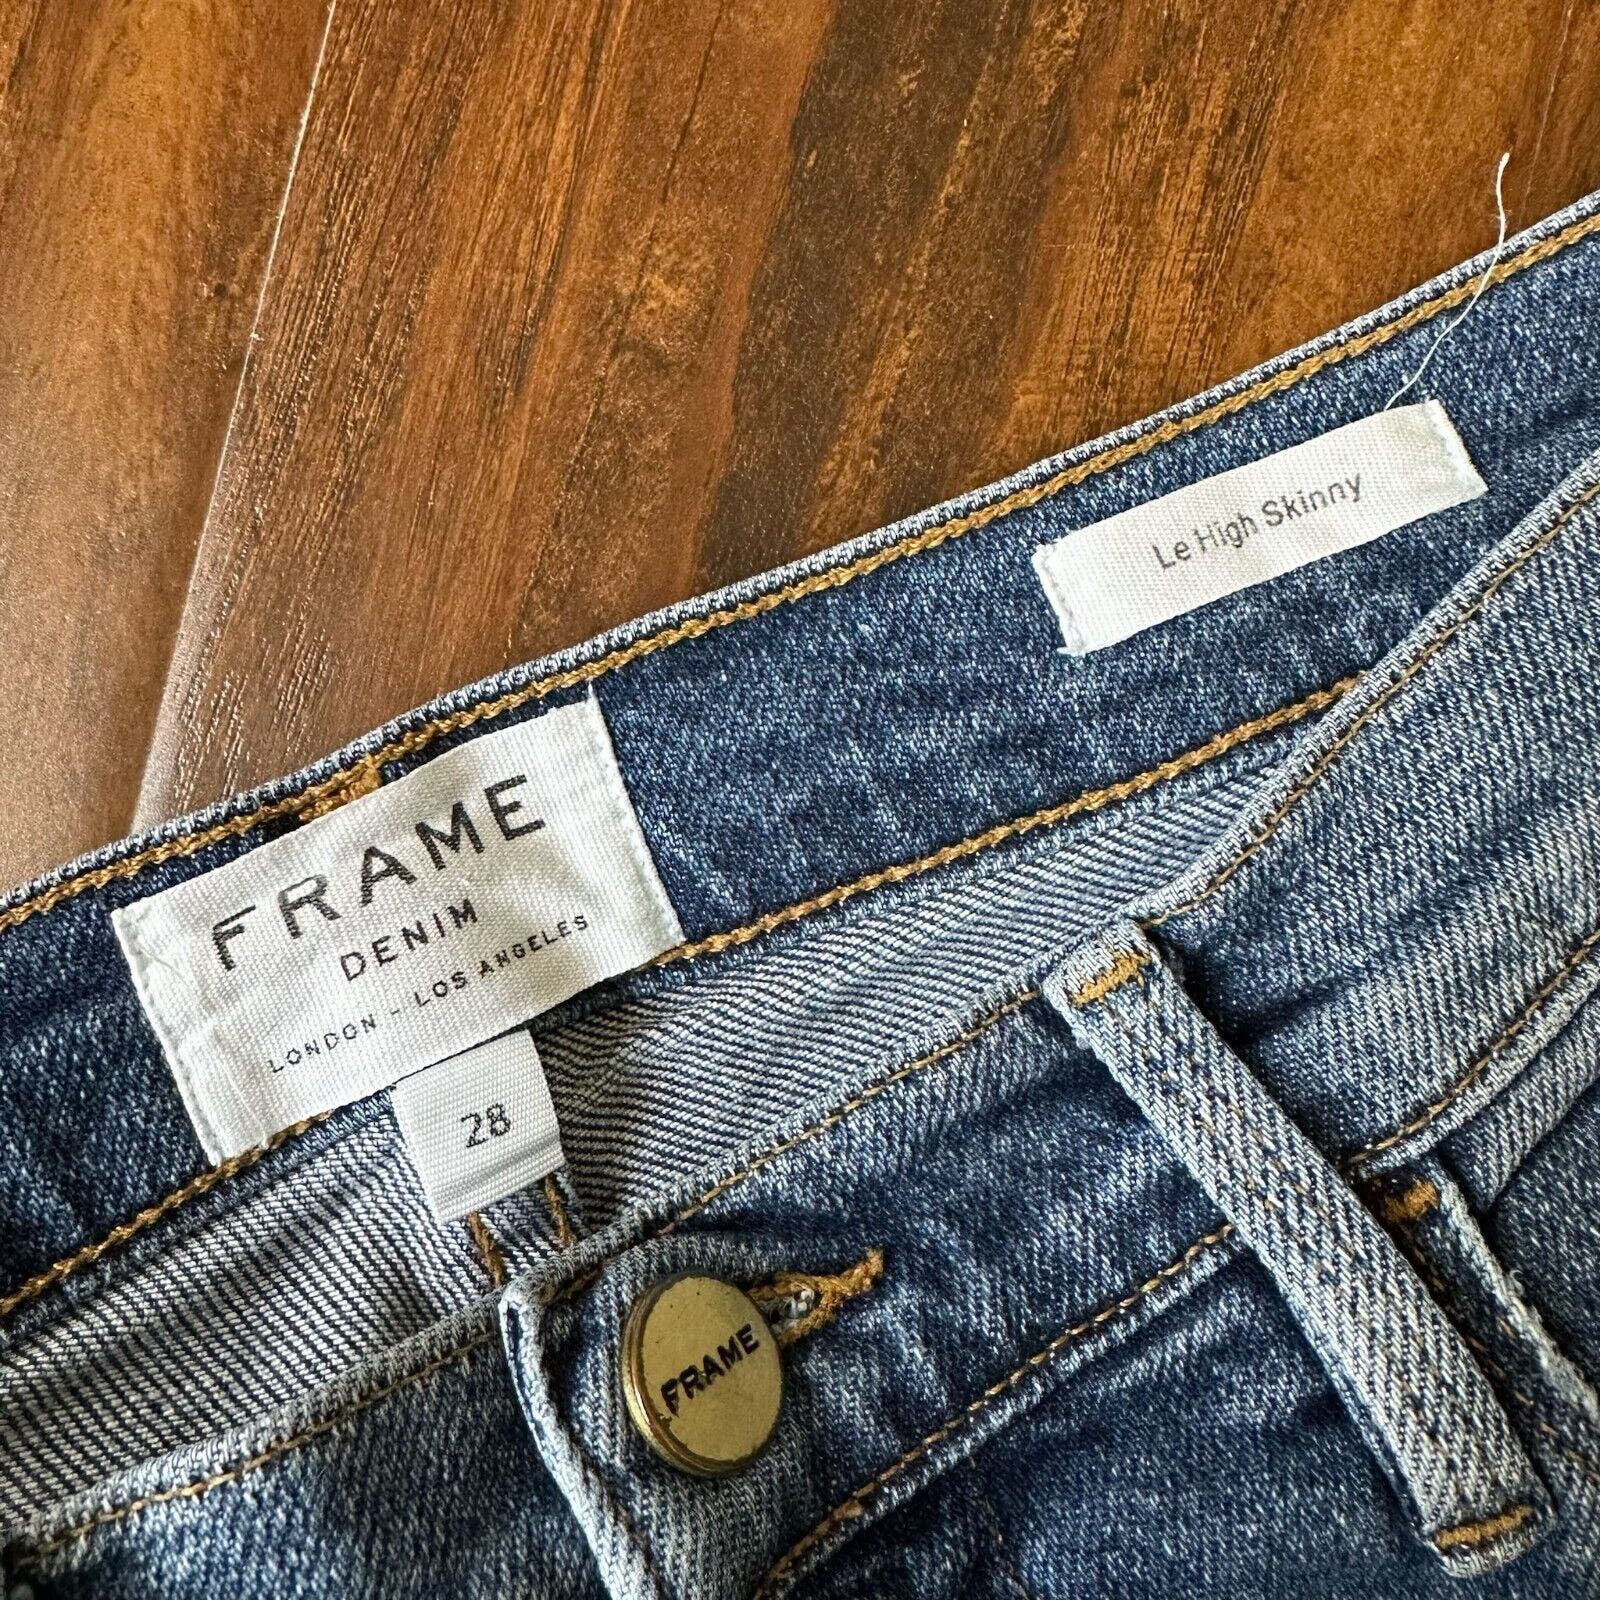 Le High Skinny
FRAME
DENIM
LONDON - LOS ANGELES
28
FRAME